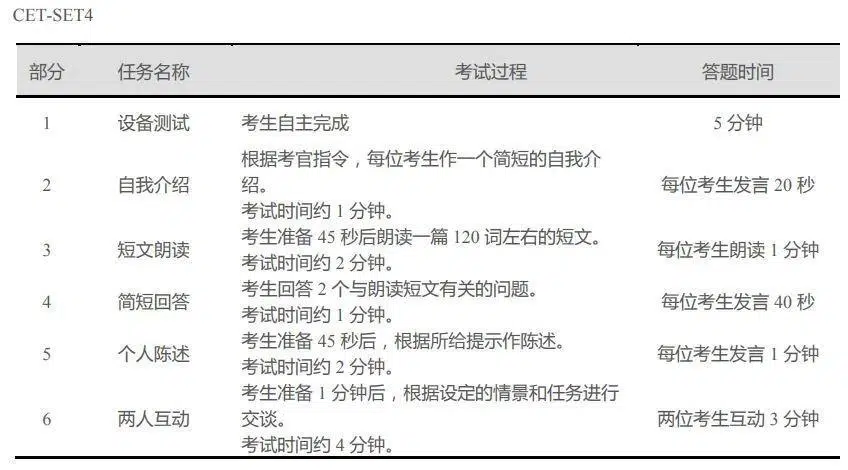 CET-SET4
部分 任务名称 考试过程 答题时间
1 设备测试 考生自主完成 5 分钟
根据考官指令，每位考生作一个简短的自我介
2 自我介绍 绍。 每位考生发言 20 秒
考试时间约 1 分钟。
3 短文朗读 考生准备 45 秒后朗读一篇 120 词左右的短文。 每位考生朗读 1 分钟
考试时间约 2 分钟。
4 简短回答 考生回答 2 个与朗读短文有关的问题。 每位考生发言 40 秒
考试时间约 1 分钟。
5 个人陈述 考生准备 45 秒后，根据所给提示作陈述。 每位考生发言 1 分钟
考试时间约 2 分钟。
考生准备 1 分钟后，根据设定的情景和任务进行
6 两人互动 交谈。 两位考生互动 3 分钟
考试时间约 4 分钟。